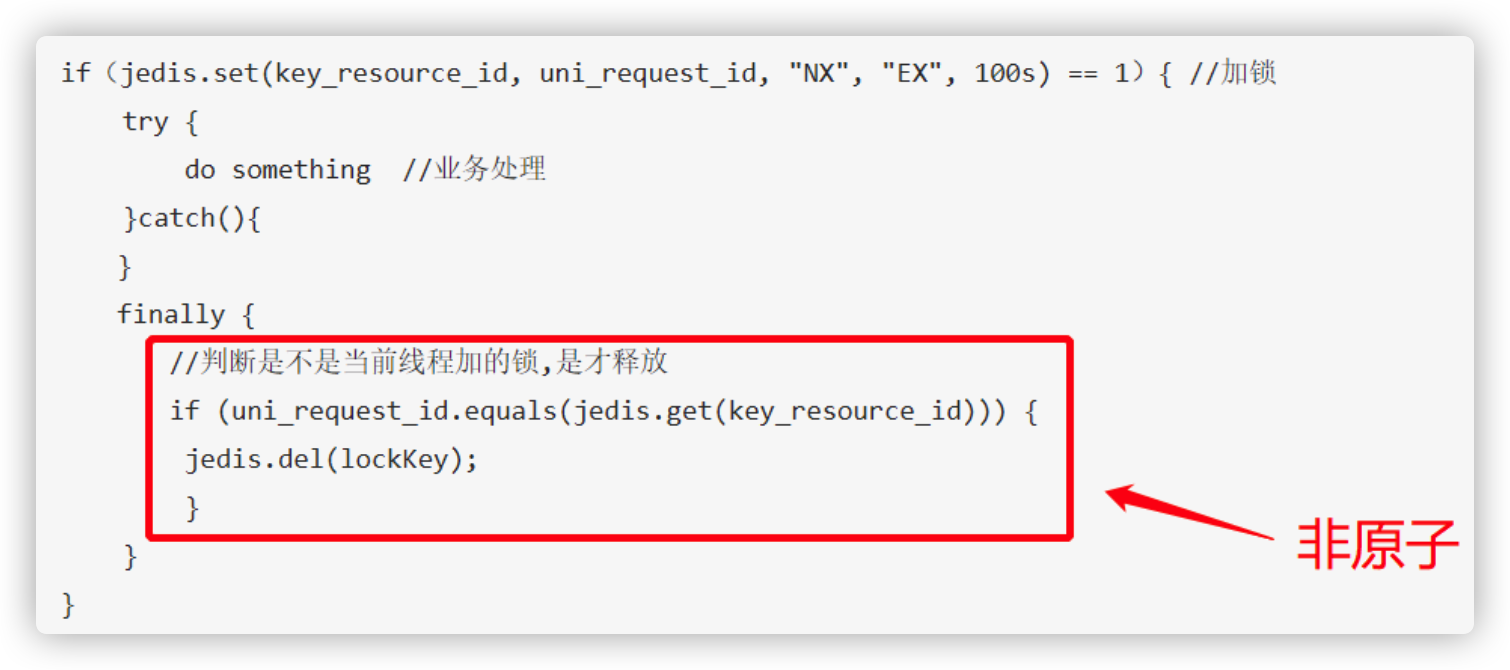 if（jedis.set(key_resource_id, uni_request_id, "NX", "EX", 100s) == 1）{ //加锁
try {
do something //业务处理
}catch(){
}
finally {
//判断是不是当前线程加的锁,是才释放
if (uni_request_id.equals(jedis.get(key_resource_id))) {
jedis.del(lockKey);
}
非原子
}
}